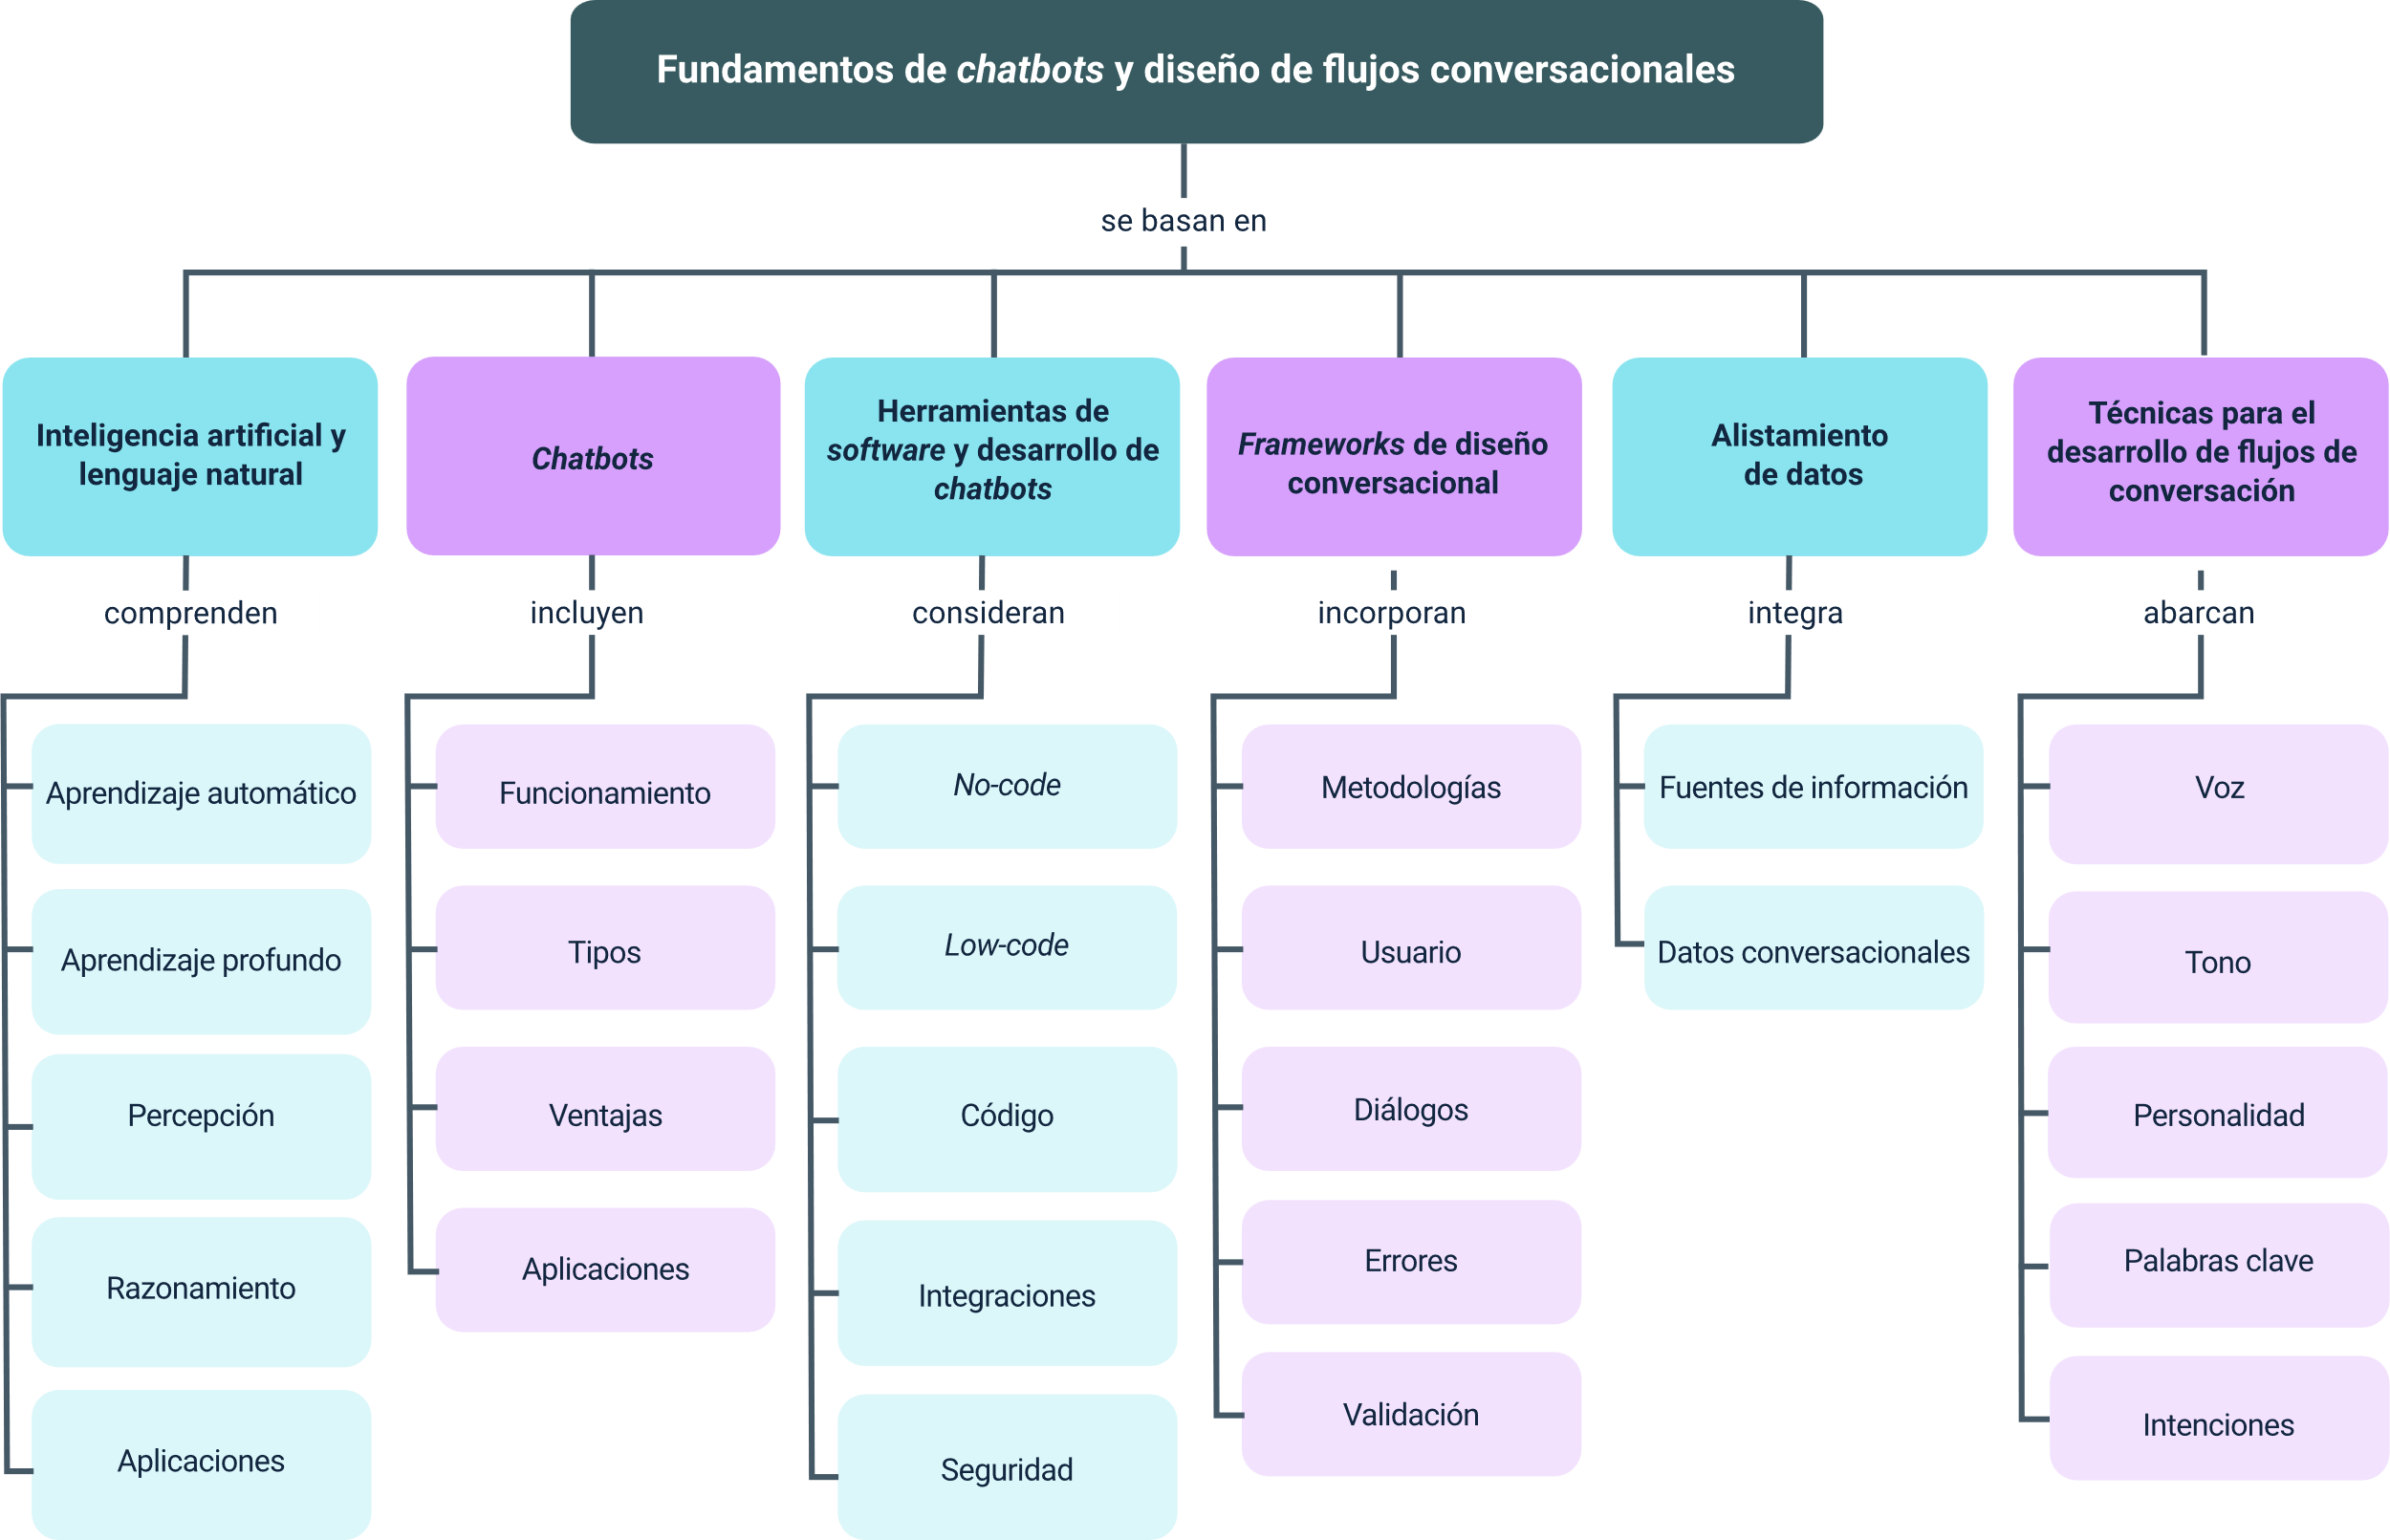 Fundamentos de chatbots y diseño de flujos conversacionales
se basan en
Inteligencia artificial y
lenguaje natural
comprenden
Aprendizaje automático
Aprendizaje profundo
Percepción
Razonamiento
Aplicaciones
Chatbots
incluyen
Funcionamiento
Tipos
Ventajas
Aplicaciones
Herramientas de
software y desarrollo de
chatbots
consideran
No-code
Low-code
Código
Integraciones
Seguridad
Frameworks de diseño
conversacional
incorporan
Metodologías
Usuario
Diálogos
Errores
Validación
Alistamiento
de datos
integra
Fuentes de información
Datos conversacionales
Técnicas para el
desarrollo de flujos de
conversación
abarcan
Voz
Tono
Personalidad
Palabras clave
Intenciones